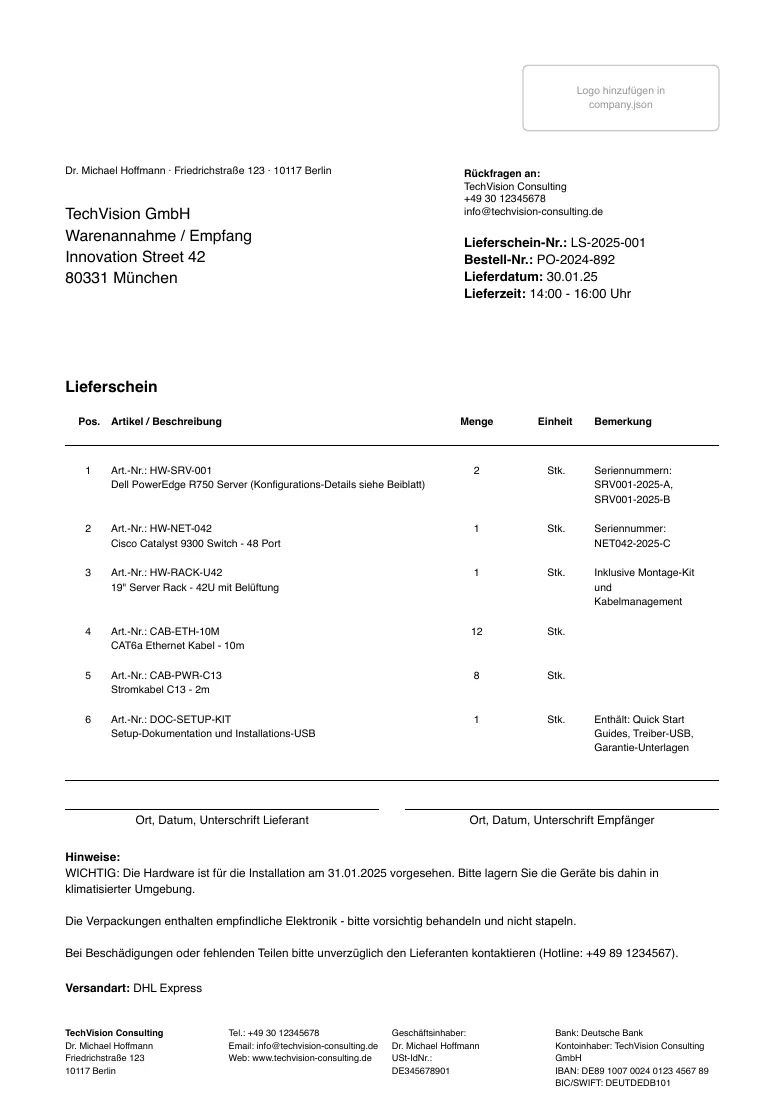 Logo hinzufügen in
company.json
Dr. Michael Hoffmann · Friedrichstraße 123 · 10117 Berlin
TechVision GmbH
Warenannahme / Empfang
Innovation Street 42
80331 München
Rückfragen an:
TechVision Consulting
+49 30 12345678
info@techvision-consulting.de
Lieferschein-Nr.: LS-2025-001
Bestell-Nr.: PO-2024-892
Lieferdatum: 30.01.25
Lieferzeit: 14:00 - 16:00 Uhr
Lieferschein
Pos. Artikel / Beschreibung Menge Einheit Bemerkung
1 Art.-Nr.: HW-SRV-001 2 Stk. Seriennummern:
Dell PowerEdge R750 Server (Konfigurations-Details siehe Beiblatt) SRV001-2025-A,
SRV001-2025-B
2 Art.-Nr.: HW-NET-042 1 Stk. Seriennummer:
Cisco Catalyst 9300 Switch - 48 Port NET042-2025-C
3 Art.-Nr.: HW-RACK-U42 1 Stk. Inklusive Montage-Kit
19" Server Rack - 42U mit Belüftung und
Kabelmanagement
4 Art.-Nr.: CAB-ETH-10M 12 Stk.
CAT6a Ethernet Kabel - 10m
5 Art.-Nr.: CAB-PWR-C13 8 Stk.
Stromkabel C13 - 2m
6 Art.-Nr.: DOC-SETUP-KIT 1 Stk. Enthält: Quick Start
Setup-Dokumentation und Installations-USB Guides, Treiber-USB,
Garantie-Unterlagen
Ort, Datum, Unterschrift Lieferant Ort, Datum, Unterschrift Empfänger
Hinweise:
WICHTIG: Die Hardware ist für die Installation am 31.01.2025 vorgesehen. Bitte lagern Sie die Geräte bis dahin in
klimatisierter Umgebung.
Die Verpackungen enthalten empfindliche Elektronik - bitte vorsichtig behandeln und nicht stapeln.
Bei Beschädigungen oder fehlenden Teilen bitte unverzüglich den Lieferanten kontaktieren (Hotline: +49 89 1234567).
Versandart: DHL Express
TechVision Consulting
Dr. Michael Hoffmann
Friedrichstraße 123
10117 Berlin
Tel.: +49 30 12345678
Email: info@techvision-consulting.de
Web: www.techvision-consulting.de
Geschäftsinhaber:
Dr. Michael Hoffmann
USt-IdNr.:
DE345678901
Bank: Deutsche Bank
Kontoinhaber: TechVision Consulting
GmbH
IBAN: DE89 1007 0024 0123 4567 89
BIC/SWIFT: DEUTDEDB101